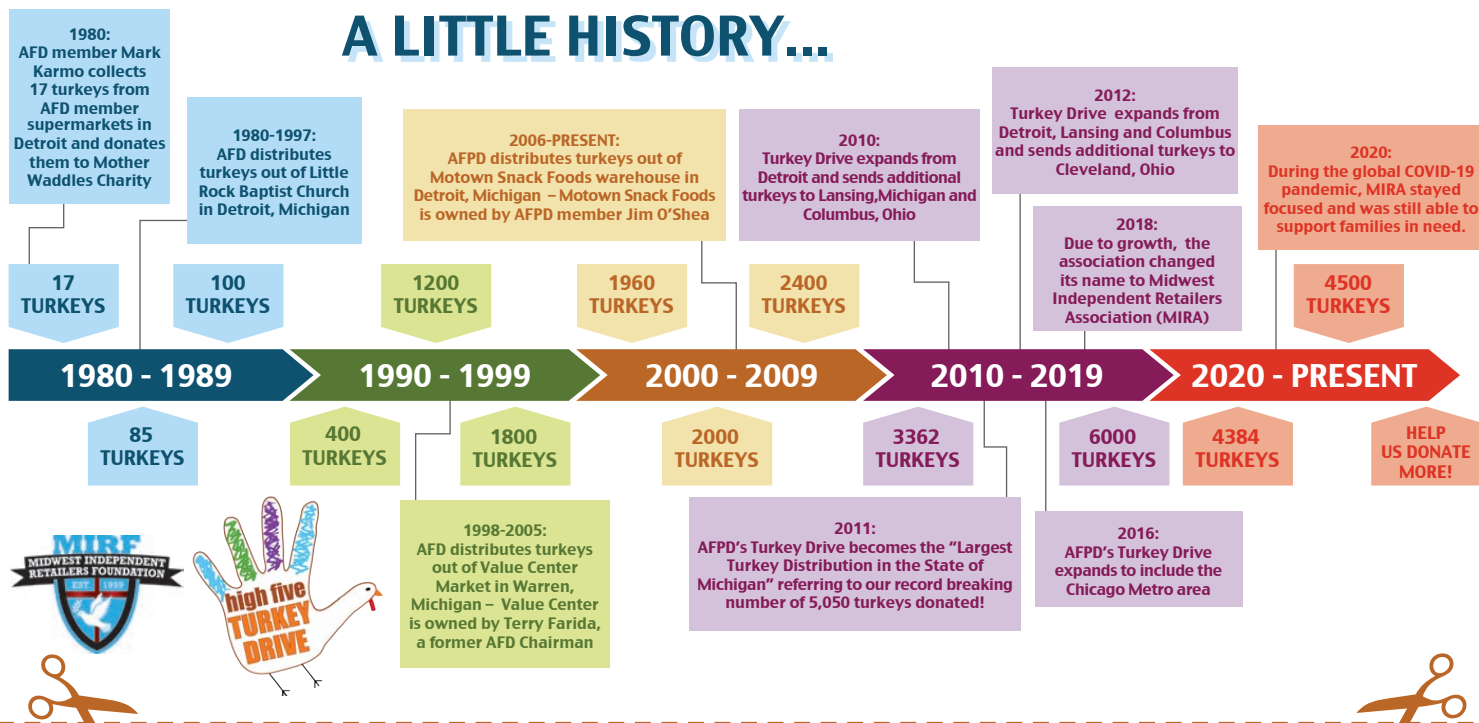 A LITTLE HISTORY...
1980:
AFD member Mark
Karmo collects
17 turkeys from
AFD member
supermarkets in
Detroit and donates
them to Mother
Waddles Charity
1980-1997:
AFD distributes
turkeys out of Little
Rock Baptist Church
in Detroit, Michigan
2006-PRESENT:
AFPD distributes turkeys out of
Motown Snack Foods warehouse in
Detroit, Michigan – Motown Snack Foods
is owned by AFPD member Jim O’Shea
2010:
Turkey Drive expands from
Detroit and sends additional
turkeys to Lansing,Michigan and
Columbus, Ohio
2012:
Turkey Drive expands from
Detroit, Lansing and Columbus
and sends additional turkeys to
Cleveland, Ohio
2018:
Due to growth, the
association changed
its name to Midwest
Independent Retailers
Association (MIRA)
2020:
During the global COVID-19
pandemic, MIRA stayed
focused and was still able to
support families in need.
17
TURKEYS
100
TURKEYS
1200
TURKEYS
1960
TURKEYS
2400
TURKEYS
4500
TURKEYS
1980 - 1989
1990 - 1999
2000 - 2009
2010 - 2019
2020 - PRESENT
85
TURKEYS
400
TURKEYS
1800
TURKEYS
2000
TURKEYS
3362
TURKEYS
6000
TURKEYS
4384
TURKEYS
HELP
US DONATE
MORE!
MIRF
MIDWEST INDEPENDENT
RETAILERS FOUNDATION
EST. 1999
high five
TURKEY
DRIVE
1998-2005:
AFD distributes turkeys
out of Value Center
Market in Warren,
Michigan – Value Center
is owned by Terry Farida,
a former AFD Chairman
2011:
AFPD’s Turkey Drive becomes the “Largest
Turkey Distribution in the State of
Michigan” referring to our record breaking
number of 5,050 turkeys donated!
2016:
AFPD’s Turkey Drive
expands to include the
Chicago Metro area